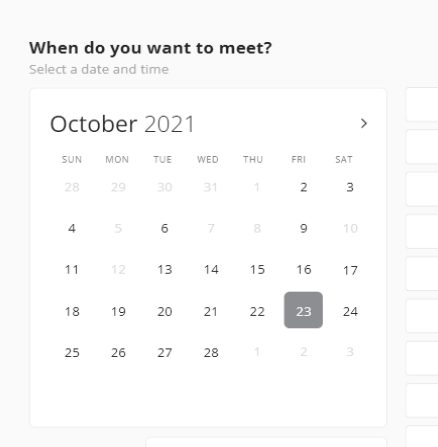 When do you want to meet?
Select a date and time
October 2021
SUN MON TUE WED THU FRI SAT
28 29 30 31 1 2 3
4 5 6 7 8 9 10
11 12 13 14 15 16 17
18 19 20 21 22 23 24
25 26 27 28 1 2 3